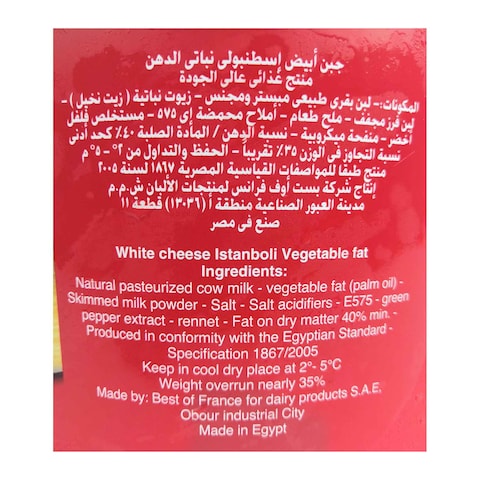 جبن أبيض إسطنبولى نباتى الدهن
منتج غذائى عالى الجودة
المكونات:- لبن بقرى طبيعى مبستر ومجنس - زيوت نباتية (زيت نخيل) -
لبن فرز مجفف - ملح طعام - أملاح محمضة إى ٥٧٥ - مستخلص فلفل
أخضر - منفحة ميكروبية - نسبة الدهن / المادة الصلبة ٤٠٪ كحد أدنى
نسبة التجاوز فى الوزن ٣٥٪ تقريباً - الحفظ والتداول من ٢° - ٥° م
منتج طبقا للمواصفات القياسية المصرية ١٨٦٧ لسنة ٢٠٠٥
إنتاج شركة بست أوف فرانس لمنتجات الألبان ش.م.م
مدينة العبور الصناعية منطقة أ (١٣٠٣٦) قطعة ١١
صنع فى مصر
White cheese Istanboli Vegetable fat
Ingredients:
Natural pasteurized cow milk - vegetable fat (palm oil) -
Skimmed milk powder - Salt - Salt acidifiers - E575 - green
pepper extract - rennet - Fat on dry matter 40% min. -
Produced in conformity with the Egyptian Standard -
Specification 1867/2005
Keep in cool dry place at 2°- 5°C
Weight overrun nearly 35%
Made by: Best of France for dairy products S.A.E.
Obour industrial City
Made in Egypt